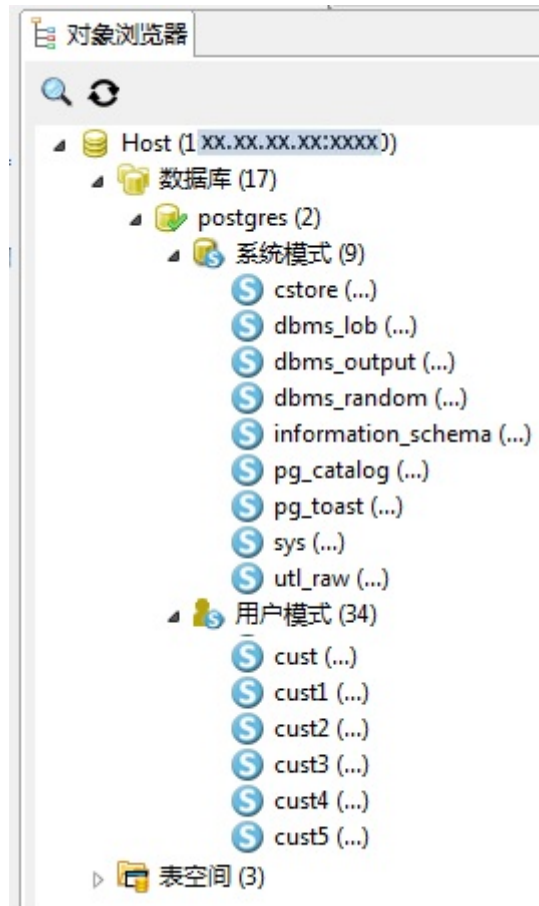 对象浏览器
Host (1 xx.xx.xx.xx:xxxx))
数据库 (17)
postgres (2)
系统模式 (9)
cstore (...)
dbms_lob (...)
dbms_output (...)
dbms_random (...)
information_schema (...)
pg_catalog (...)
pg_toast (...)
sys (...)
utl_raw (...)
用户模式 (34)
cust (...)
cust1 (...)
cust2 (...)
cust3 (...)
cust4 (...)
cust5 (...)
表空间 (3)